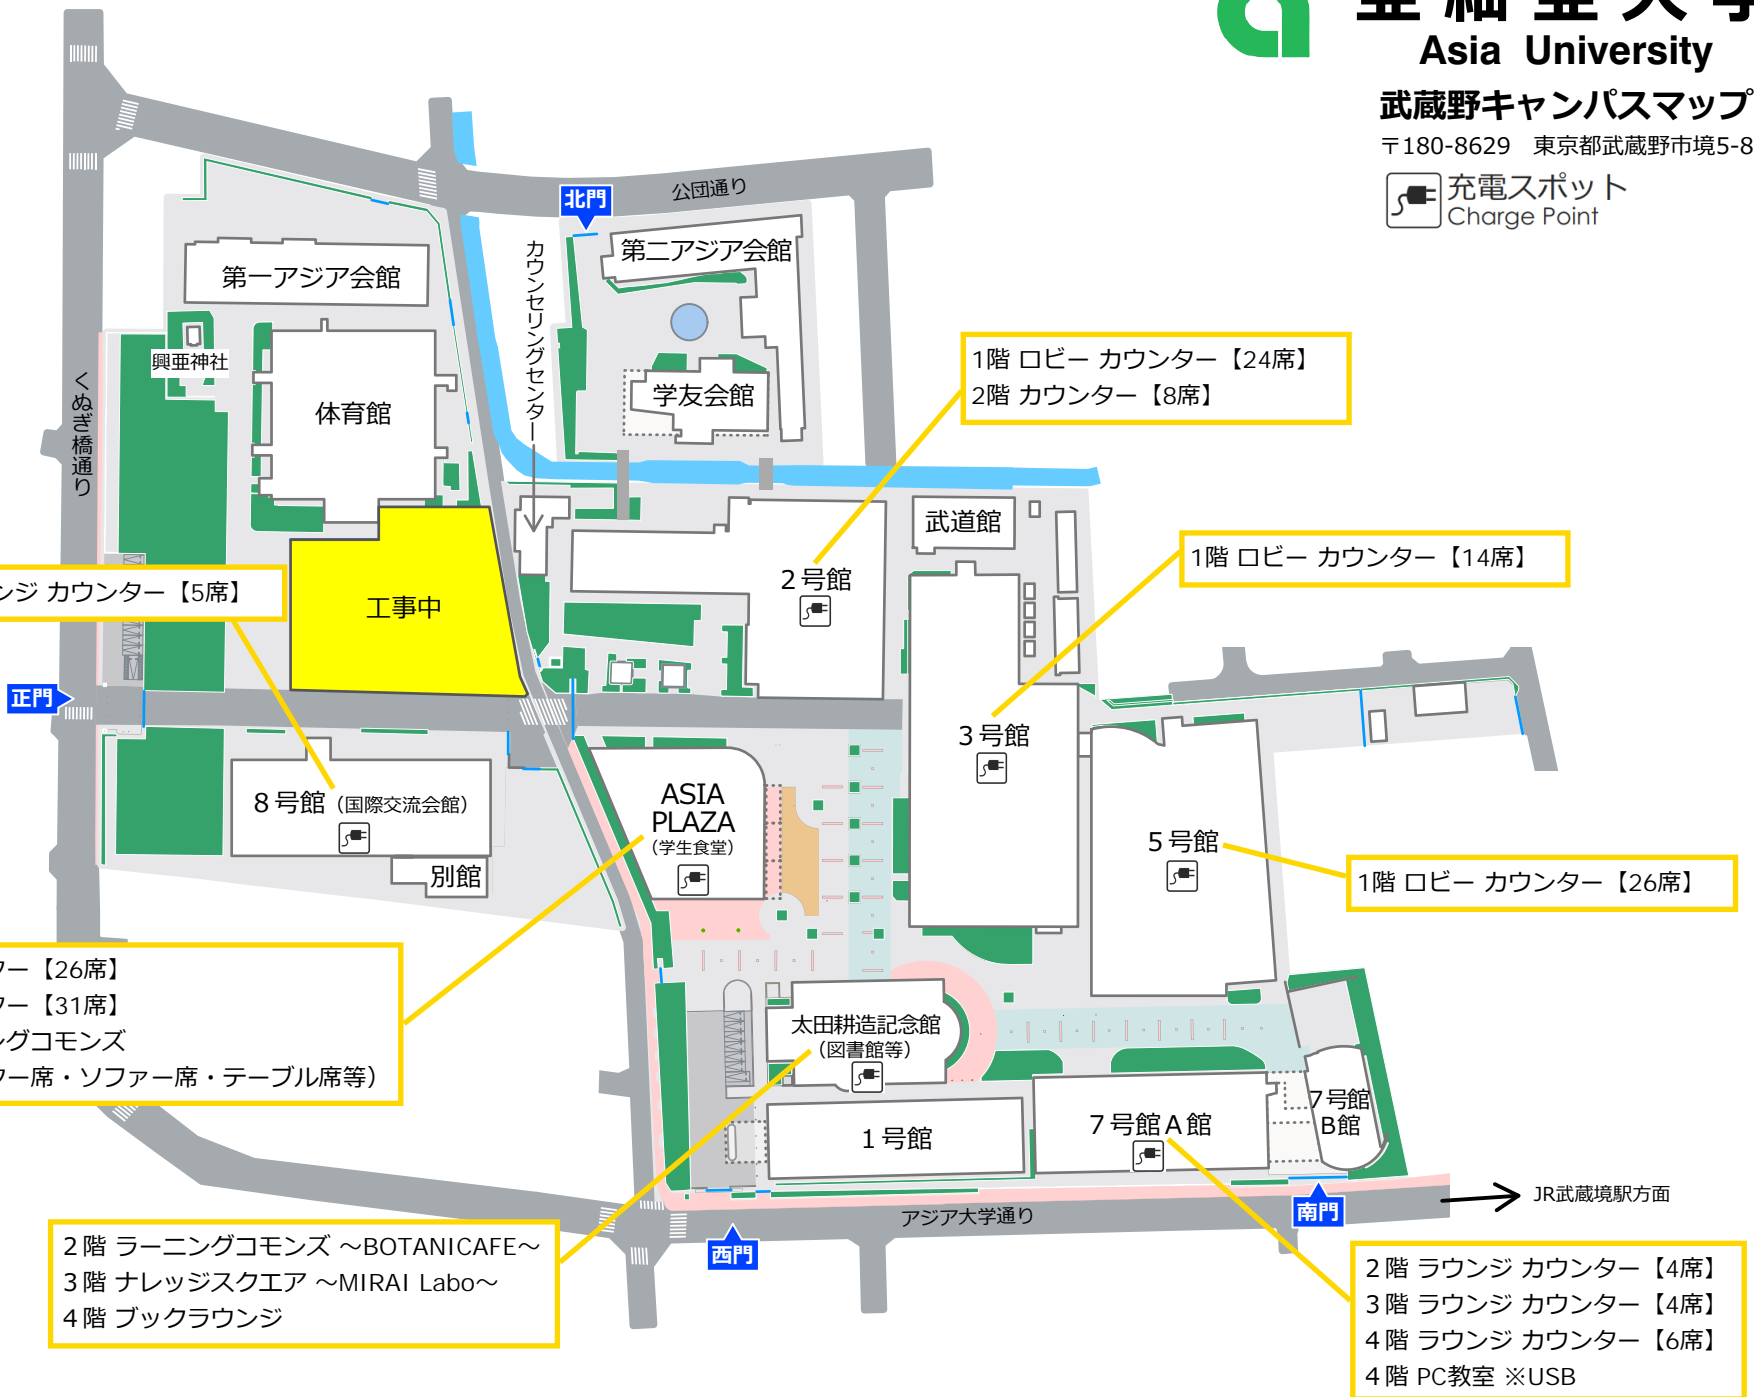 亜細亜大学
Asia University
武蔵野キャンパスマップ
〒180-8629 東京都武蔵野市境5-8
充電スポット
Charge Point
公団通り
北門
第二アジア会館
カウンセリングセンター
第一アジア会館
興亜神社
くぬぎ橋通り
体育館
学友会館
1階 ロビー カウンター【24席】
2階 カウンター【8席】
武道館
2号館
1階 ロビー カウンター【14席】
ンジ カウンター【5席】
工事中
正門
3号館
8号館（国際交流会館）
別館
ASIA
PLAZA
（学生食堂）
5号館
1階 ロビー カウンター【26席】
ター【26席】
ター【31席】
ングコモンズ
ター席・ソファー席・テーブル席等）
太田耕造記念館
（図書館等）
1号館
7号館A館
7号館
B館
アジア大学通り
南門
JR武蔵境駅方面
西門
2階 ラーニングコモンズ ～BOTANICAFE～
3階 ナレッジスクエア ～MIRAI Labo～
4階 ブックラウンジ
2階 ラウンジ カウンター【4席】
3階 ラウンジ カウンター【4席】
4階 ラウンジ カウンター【6席】
4階 PC教室 ※USB